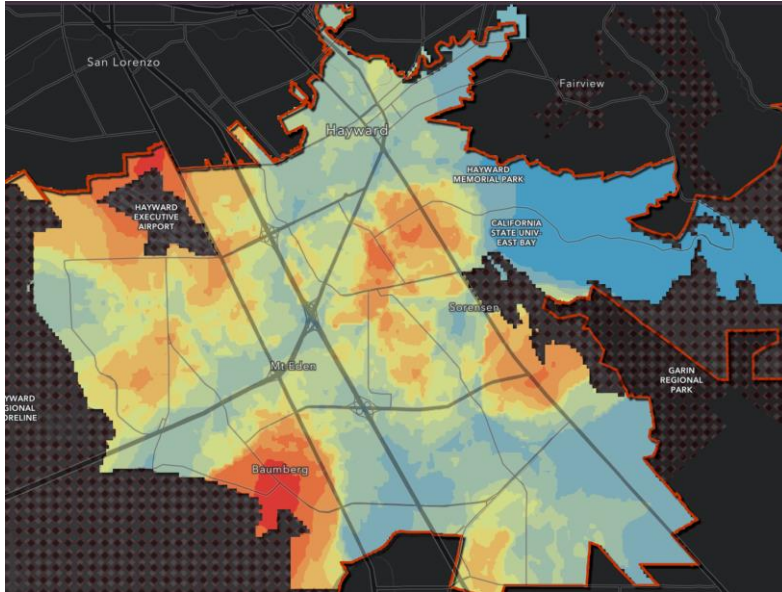 San Lorenzo
Fairview
Hayward
HAYWARD
MEMORIAL PARK
HAYWARD
EXECUTIVE
AIRPORT
CALIFORNIA
STATE UNIV-
EAST BAY
Sorensen
Mt Eden
GARIN
REGIONAL
PARK
YWARD
GIONAL
ORELINE
Baumberg